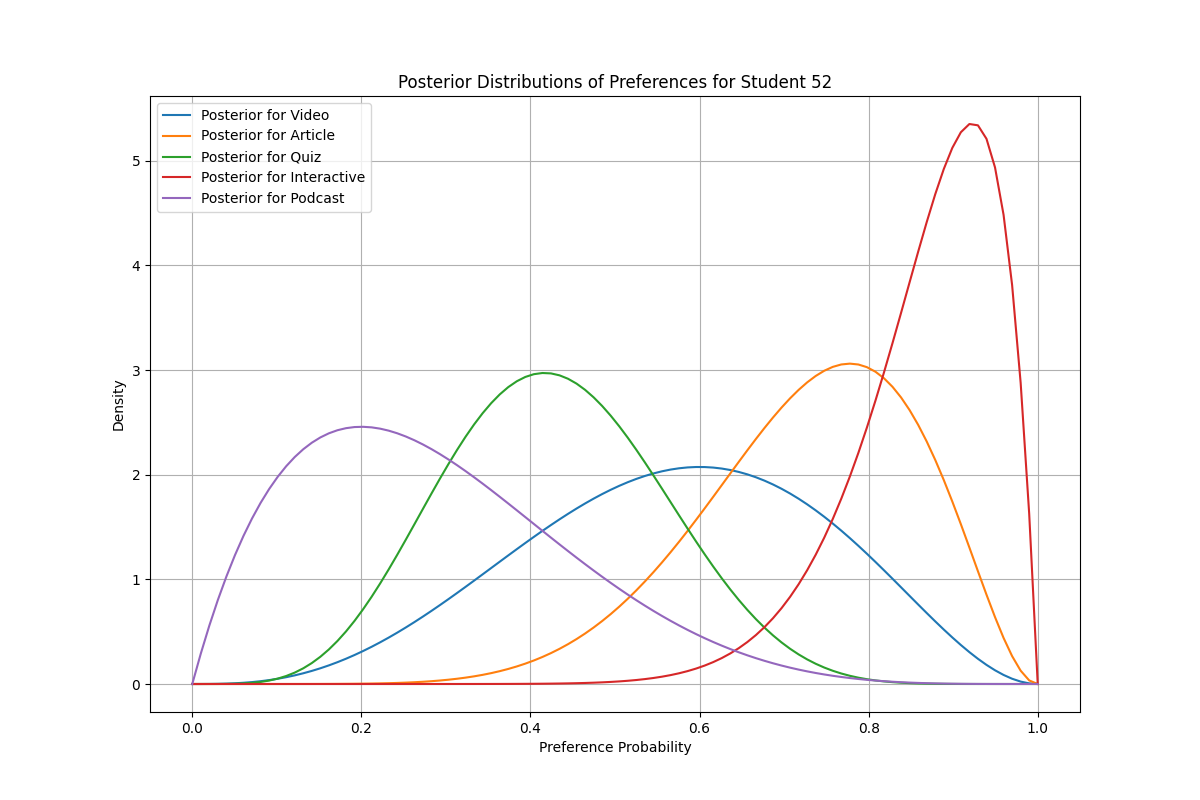 Posterior Distributions of Preferences for Student 52
Posterior for Video
Posterior for Article
Posterior for Quiz
Posterior for Interactive
Posterior for Podcast
5
4
3
2
1
0
Density
0.0 0.2 0.4 0.6 0.8 1.0
Preference Probability